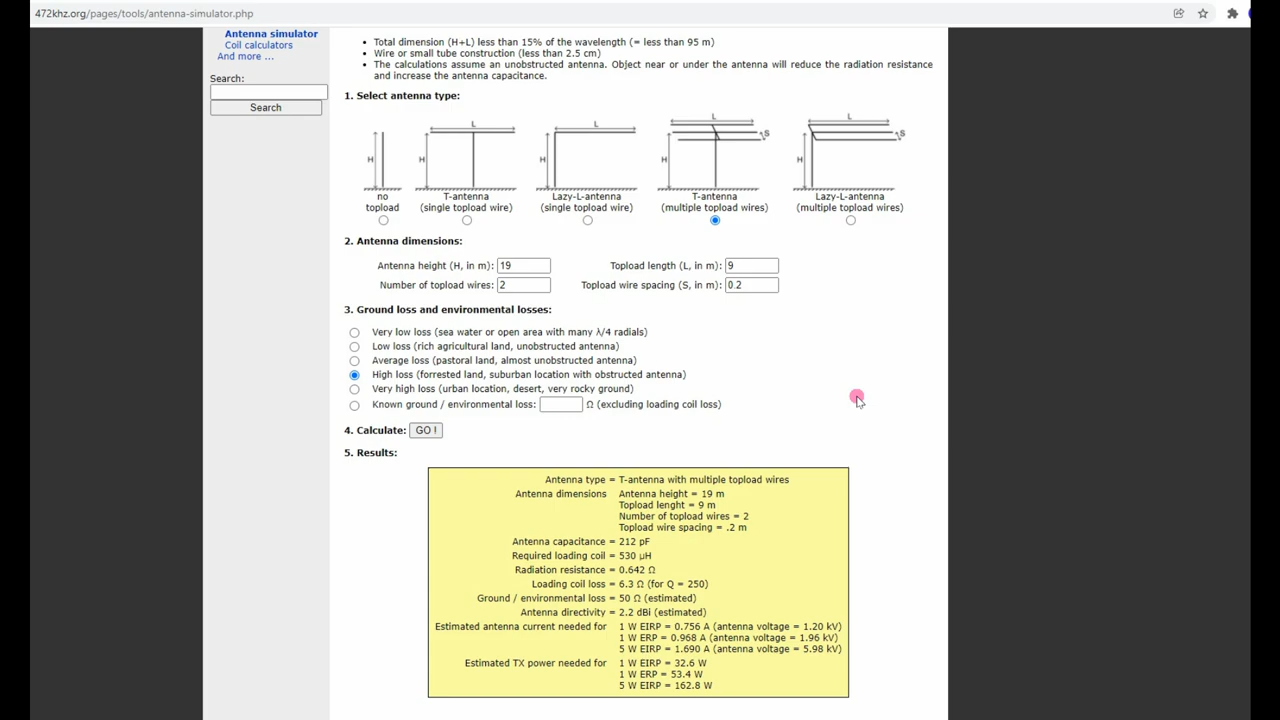 472khz.org/pages/tools/antenna-simulator.php
Antenna simulator
Coil calculators
And more ...
Search:
Search
• Total dimension (H+L) less than 15% of the wavelength (= less than 95 m)
• Wire or small tube construction (less than 2.5 cm)
• The calculations assume an unobstructed antenna. Object near or under the antenna will reduce the radiation resistance
and increase the antenna capacitance.
1. Select antenna type:
H
L
H
L
H
L
S
H
L
S
H
no
topload
T-antenna
(single topload wire)
Lazy-L-antenna
(single topload wire)
T-antenna
(multiple topload wires)
Lazy-L-antenna
(multiple topload wires)
2. Antenna dimensions:
Antenna height (H, in m): 19 Topload length (L, in m): 9
Number of topload wires: 2 Topload wire spacing (S, in m): 0.2
3. Ground loss and environmental losses:
Very low loss (sea water or open area with many λ/4 radials)
Low loss (rich agricultural land, unobstructed antenna)
Average loss (pastoral land, almost unobstructed antenna)
High loss (forrested land, suburban location with obstructed antenna)
Very high loss (urban location, desert, very rocky ground)
Known ground / environmental loss: Ω (excluding loading coil loss)
4. Calculate: GO !
5. Results:
Antenna type = T-antenna with multiple topload wires
Antenna dimensions Antenna height = 19 m
Topload lenght = 9 m
Number of topload wires = 2
Topload wire spacing = .2 m
Antenna capacitance = 212 pF
Required loading coil = 530 µH
Radiation resistance = 0.642 Ω
Loading coil loss = 6.3 Ω (for Q = 250)
Ground / environmental loss = 50 Ω (estimated)
Antenna directivity = 2.2 dBi (estimated)
Estimated antenna current needed for 1 W EIRP = 0.756 A (antenna voltage = 1.20 kV)
1 W ERP = 0.968 A (antenna voltage = 1.96 kV)
5 W EIRP = 1.690 A (antenna voltage = 5.98 kV)
Estimated TX power needed for 1 W EIRP = 32.6 W
1 W ERP = 53.4 W
5 W EIRP = 162.8 W